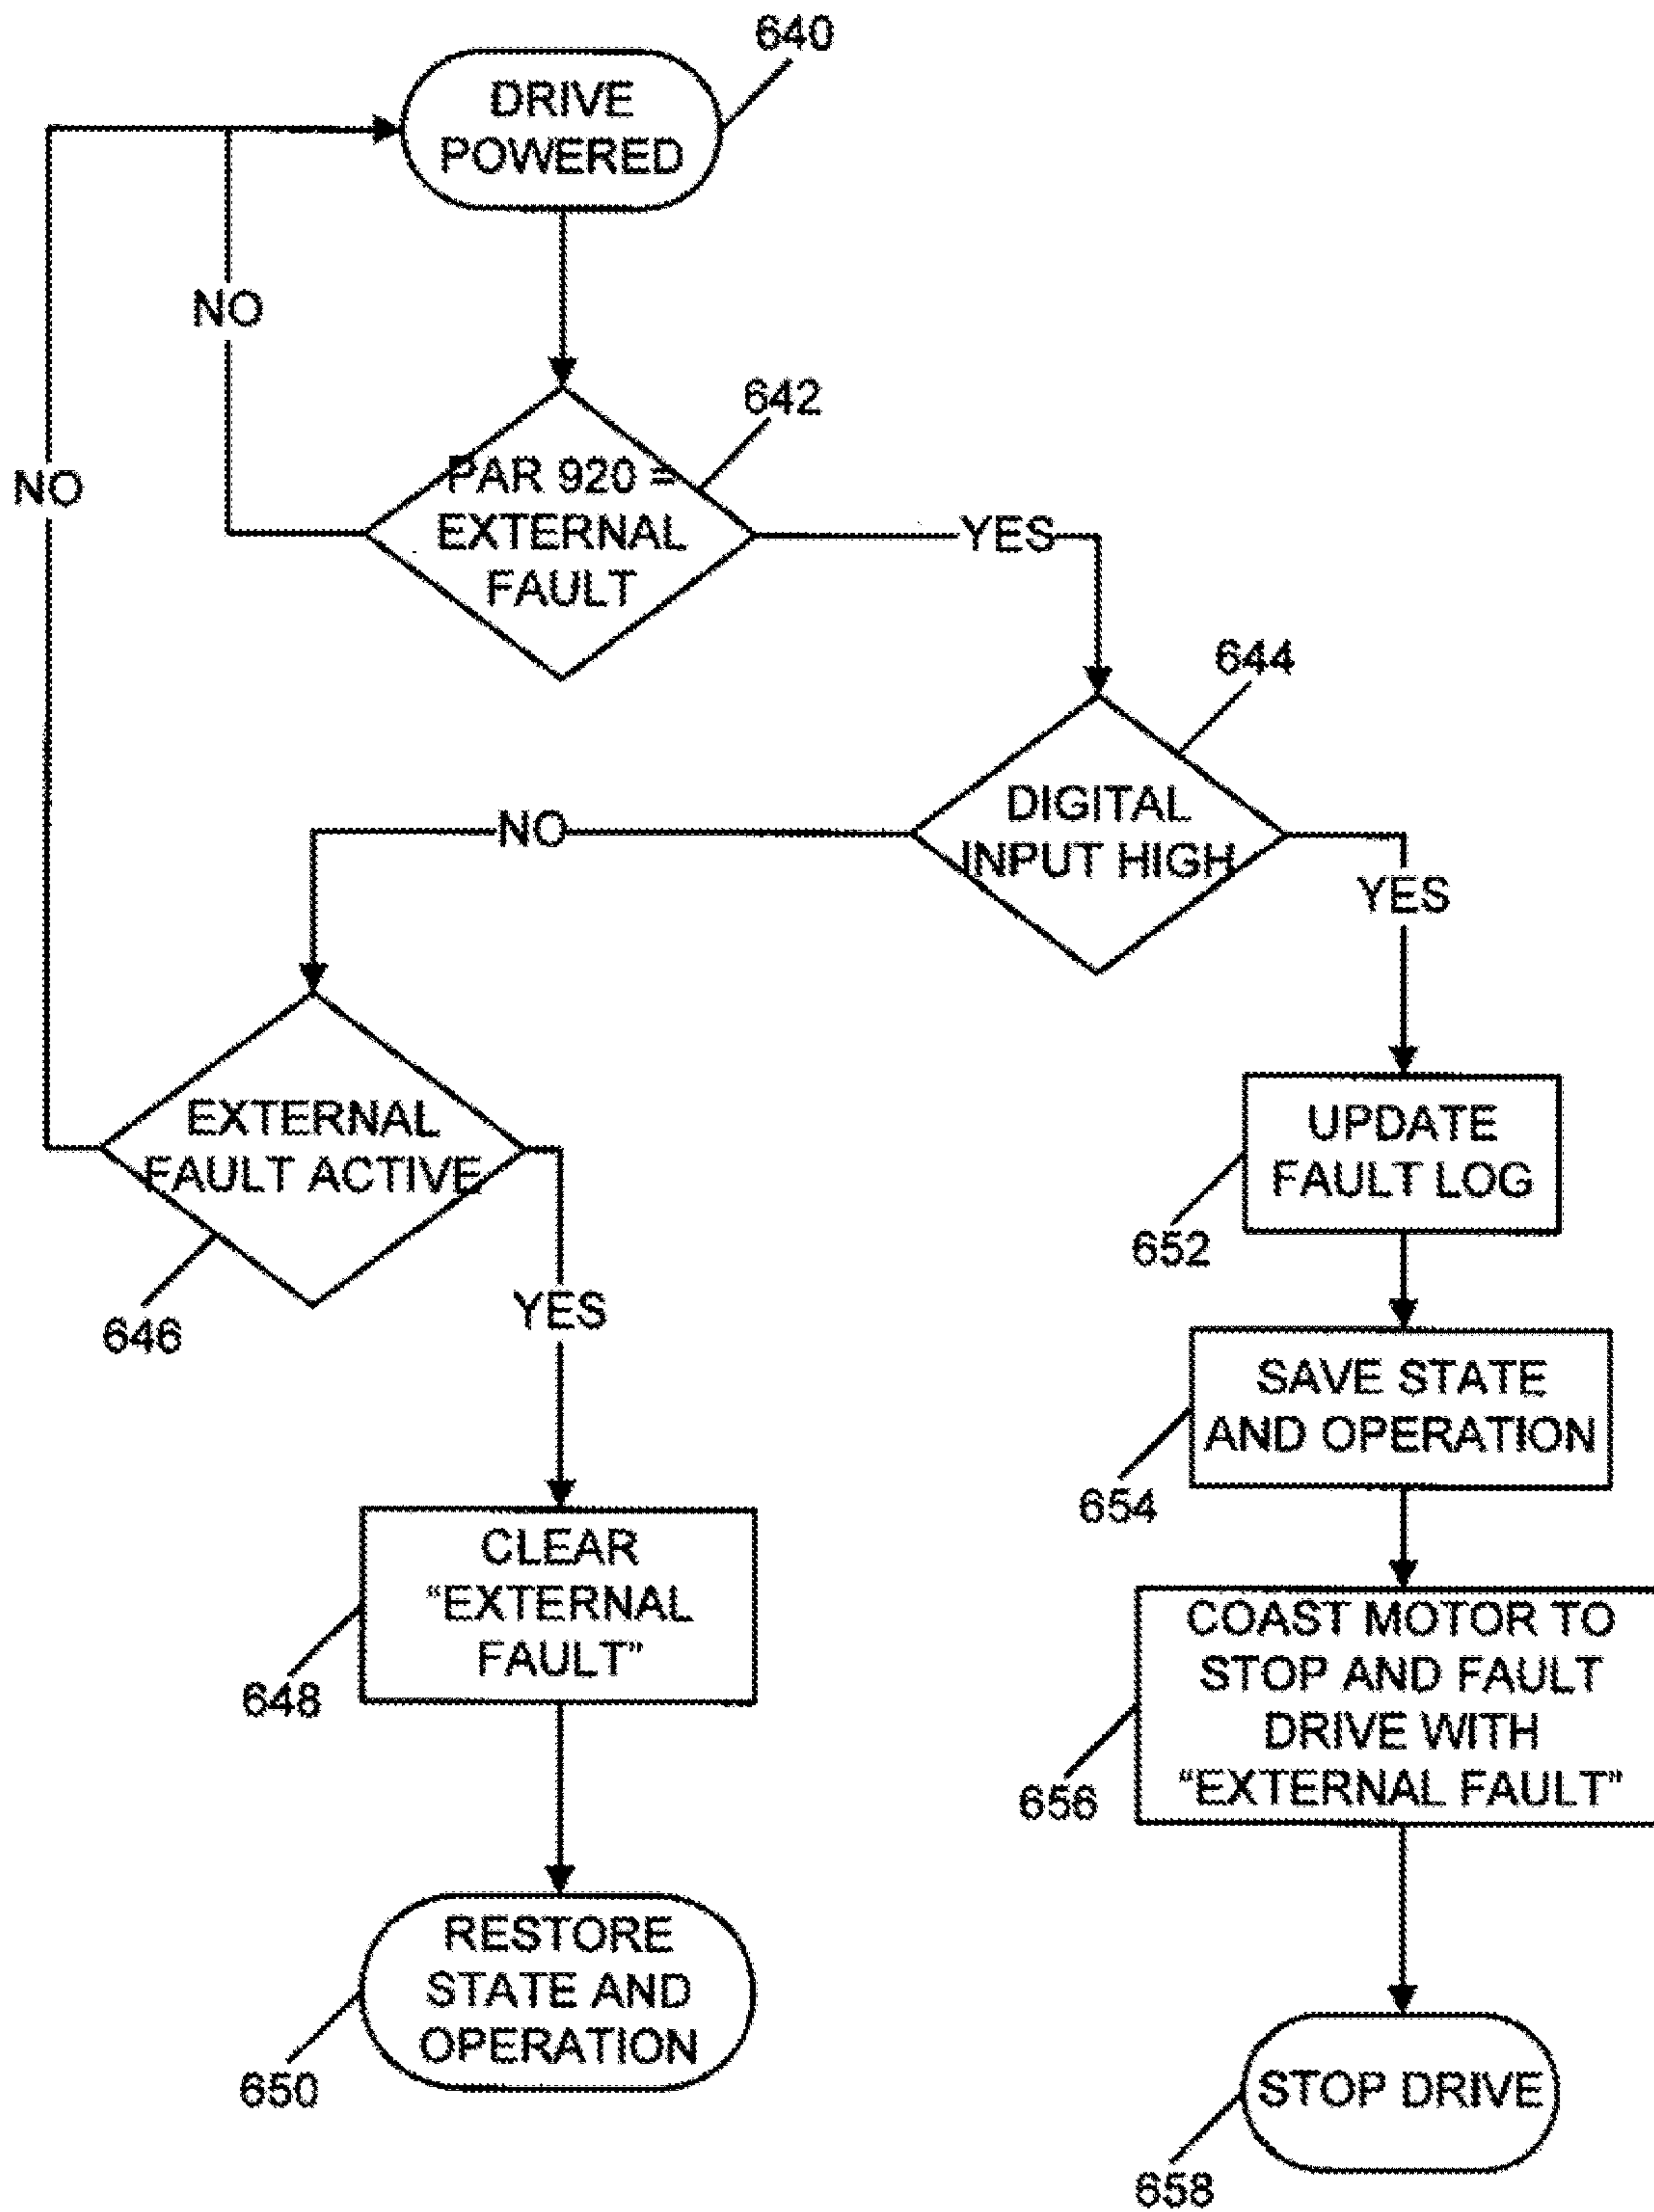 640
DRIVE
POWERED
NO
642
NO
PAR 920 =
EXTERNAL
FAULT
YES
644
DIGITAL
INPUT HIGH
NO
YES
EXTERNAL
FAULT ACTIVE
646
YES
UPDATE
FAULT LOG
652
SAVE STATE
AND OPERATION
654
CLEAR
“EXTERNAL
FAULT”
648
COAST MOTOR TO
STOP AND FAULT
DRIVE WITH
“EXTERNAL FAULT”
656
RESTORE
STATE AND
OPERATION
650
STOP DRIVE
658